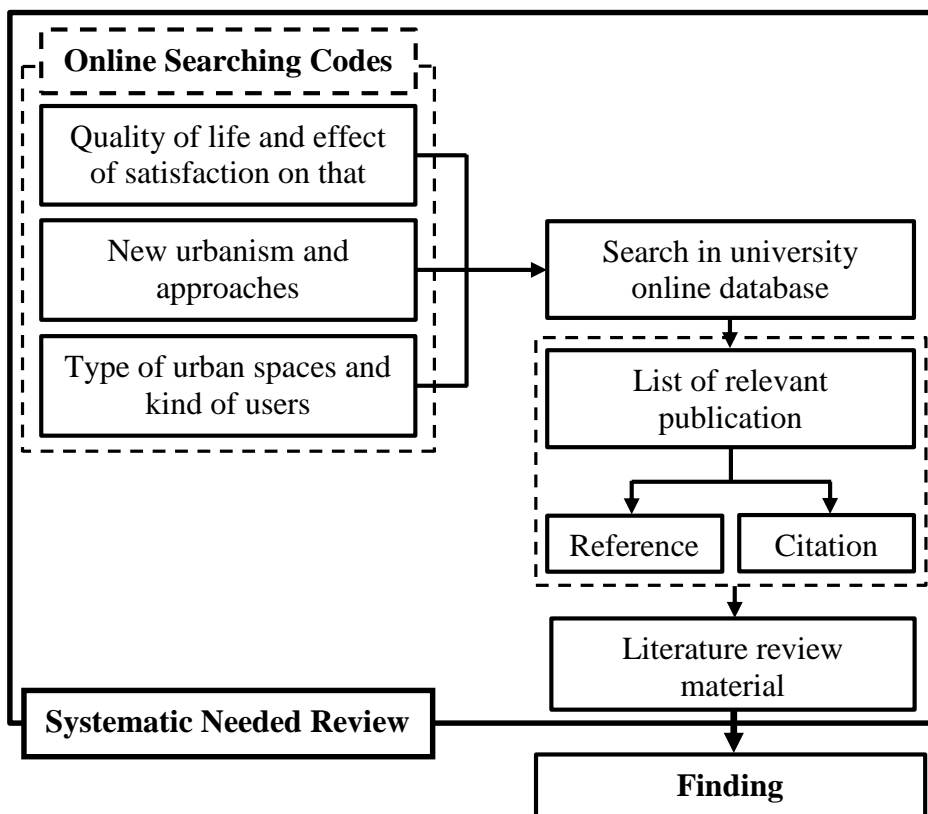 Online Searching Codes
Quality of life and effect
of satisfaction on that
New urbanism and
approaches
Type of urban spaces and
kind of users
Search in university
online database
List of relevant
publication
Reference
Citation
Literature review
material
Systematic Needed Review
Finding